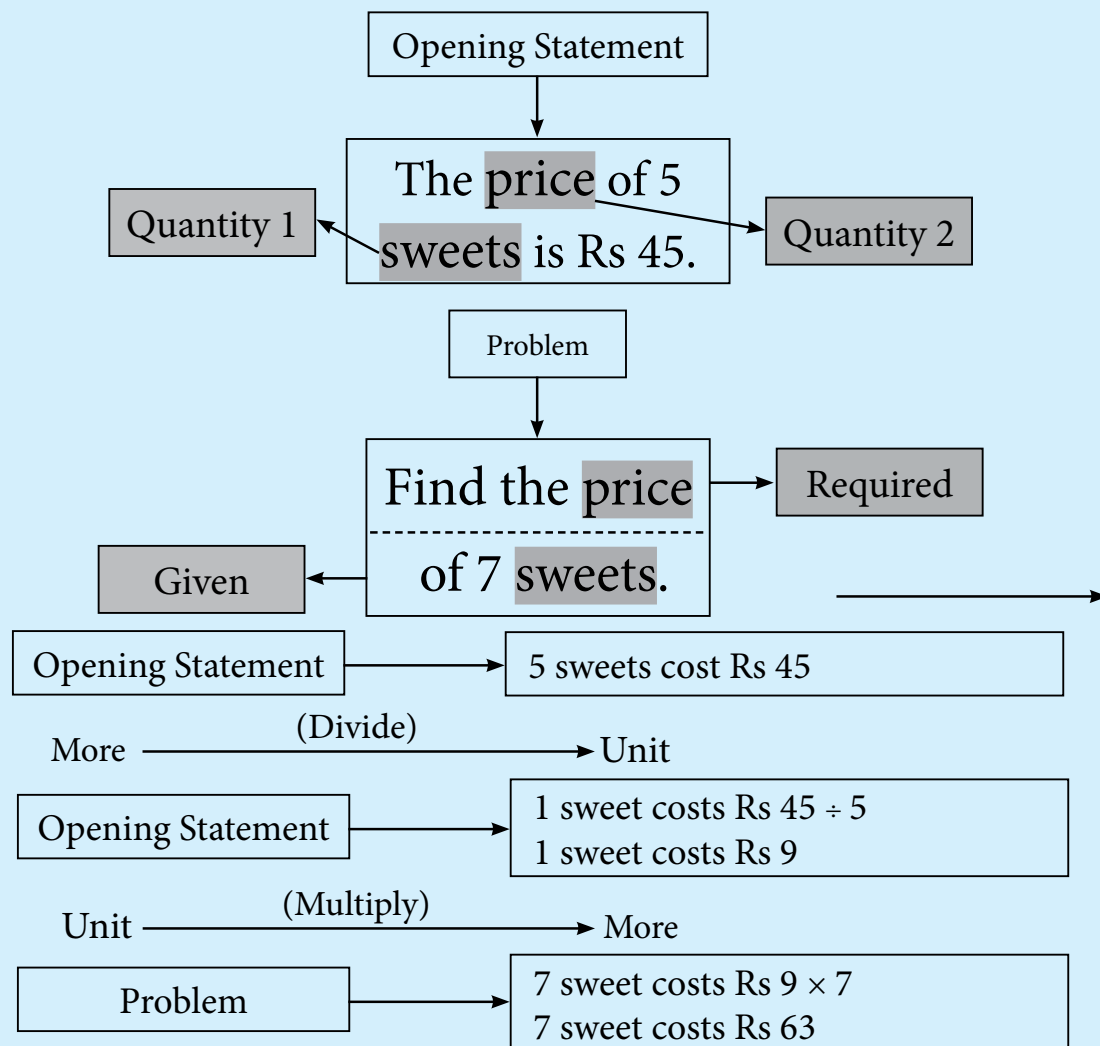 Opening Statement
The price of 5
Quantity 1
Quantity 2
sweets is Rs 45.
Problem
Find the price
Required
Given
of 7 sweets.
Opening Statement
5 sweets cost Rs 45
(Divide)
More
Unit
Opening Statement
1 sweet costs Rs 45 ÷ 5
1 sweet costs Rs 9
(Multiply)
Unit
More
Problem
7 sweet costs Rs 9 × 7
7 sweet costs Rs 63